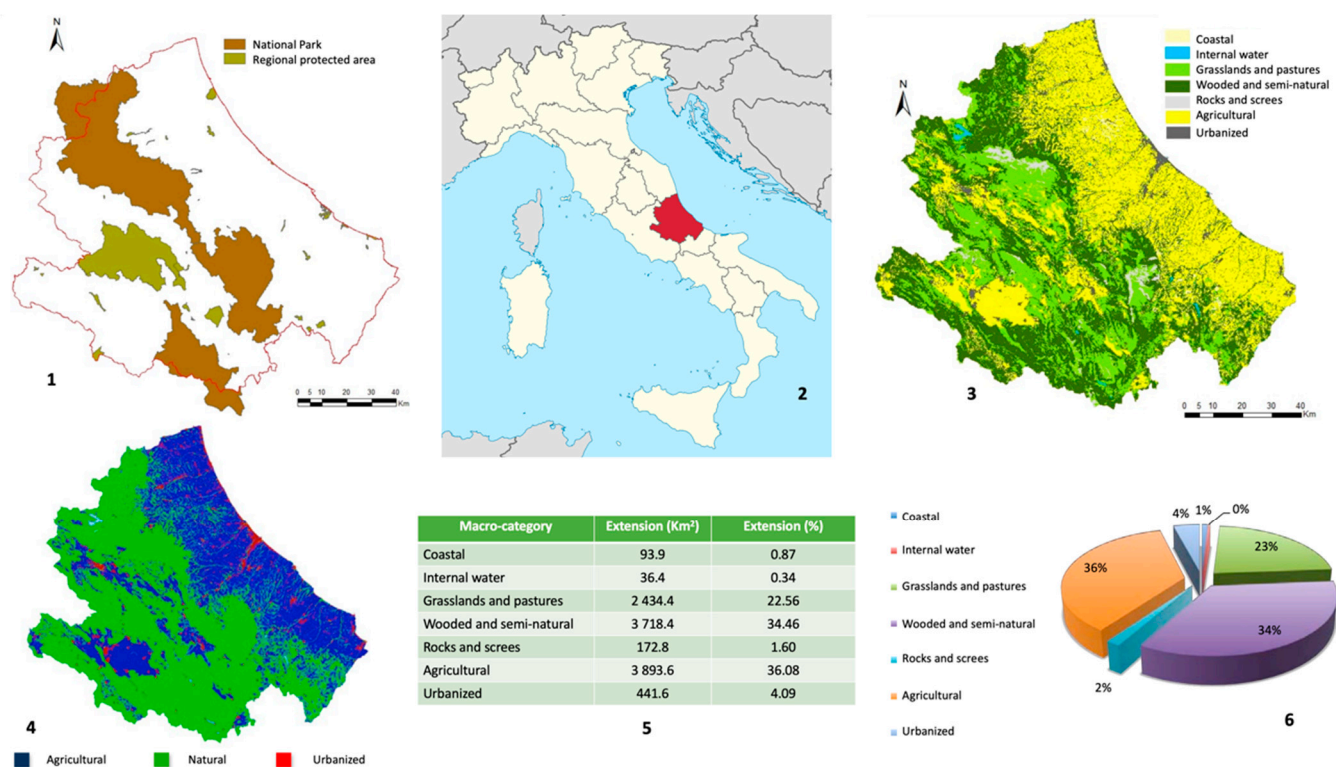 N
National Park
Regional protected area
1
0 5 10 20 30 40
Km
2
N
Coastal
Internal water
Grasslands and pastures
Wooded and semi-natural
Rocks and screes
Agricultural
Urbanized
3
0 5 10 20 30 40
Km
4
Agricultural Natural Urbanized
Macro-category Extension (Km²) Extension (%)
Coastal 93.9 0.87
Internal water 36.4 0.34
Grasslands and pastures 2 434.4 22.56
Wooded and semi-natural 3 718.4 34.46
Rocks and screes 172.8 1.60
Agricultural 3 893.6 36.08
Urbanized 441.6 4.09
5
Coastal
Internal water
Grasslands and pastures
Wooded and semi-natural
Rocks and screes
Agricultural
Urbanized
4% 1% 0%
23%
36%
34%
2%
6